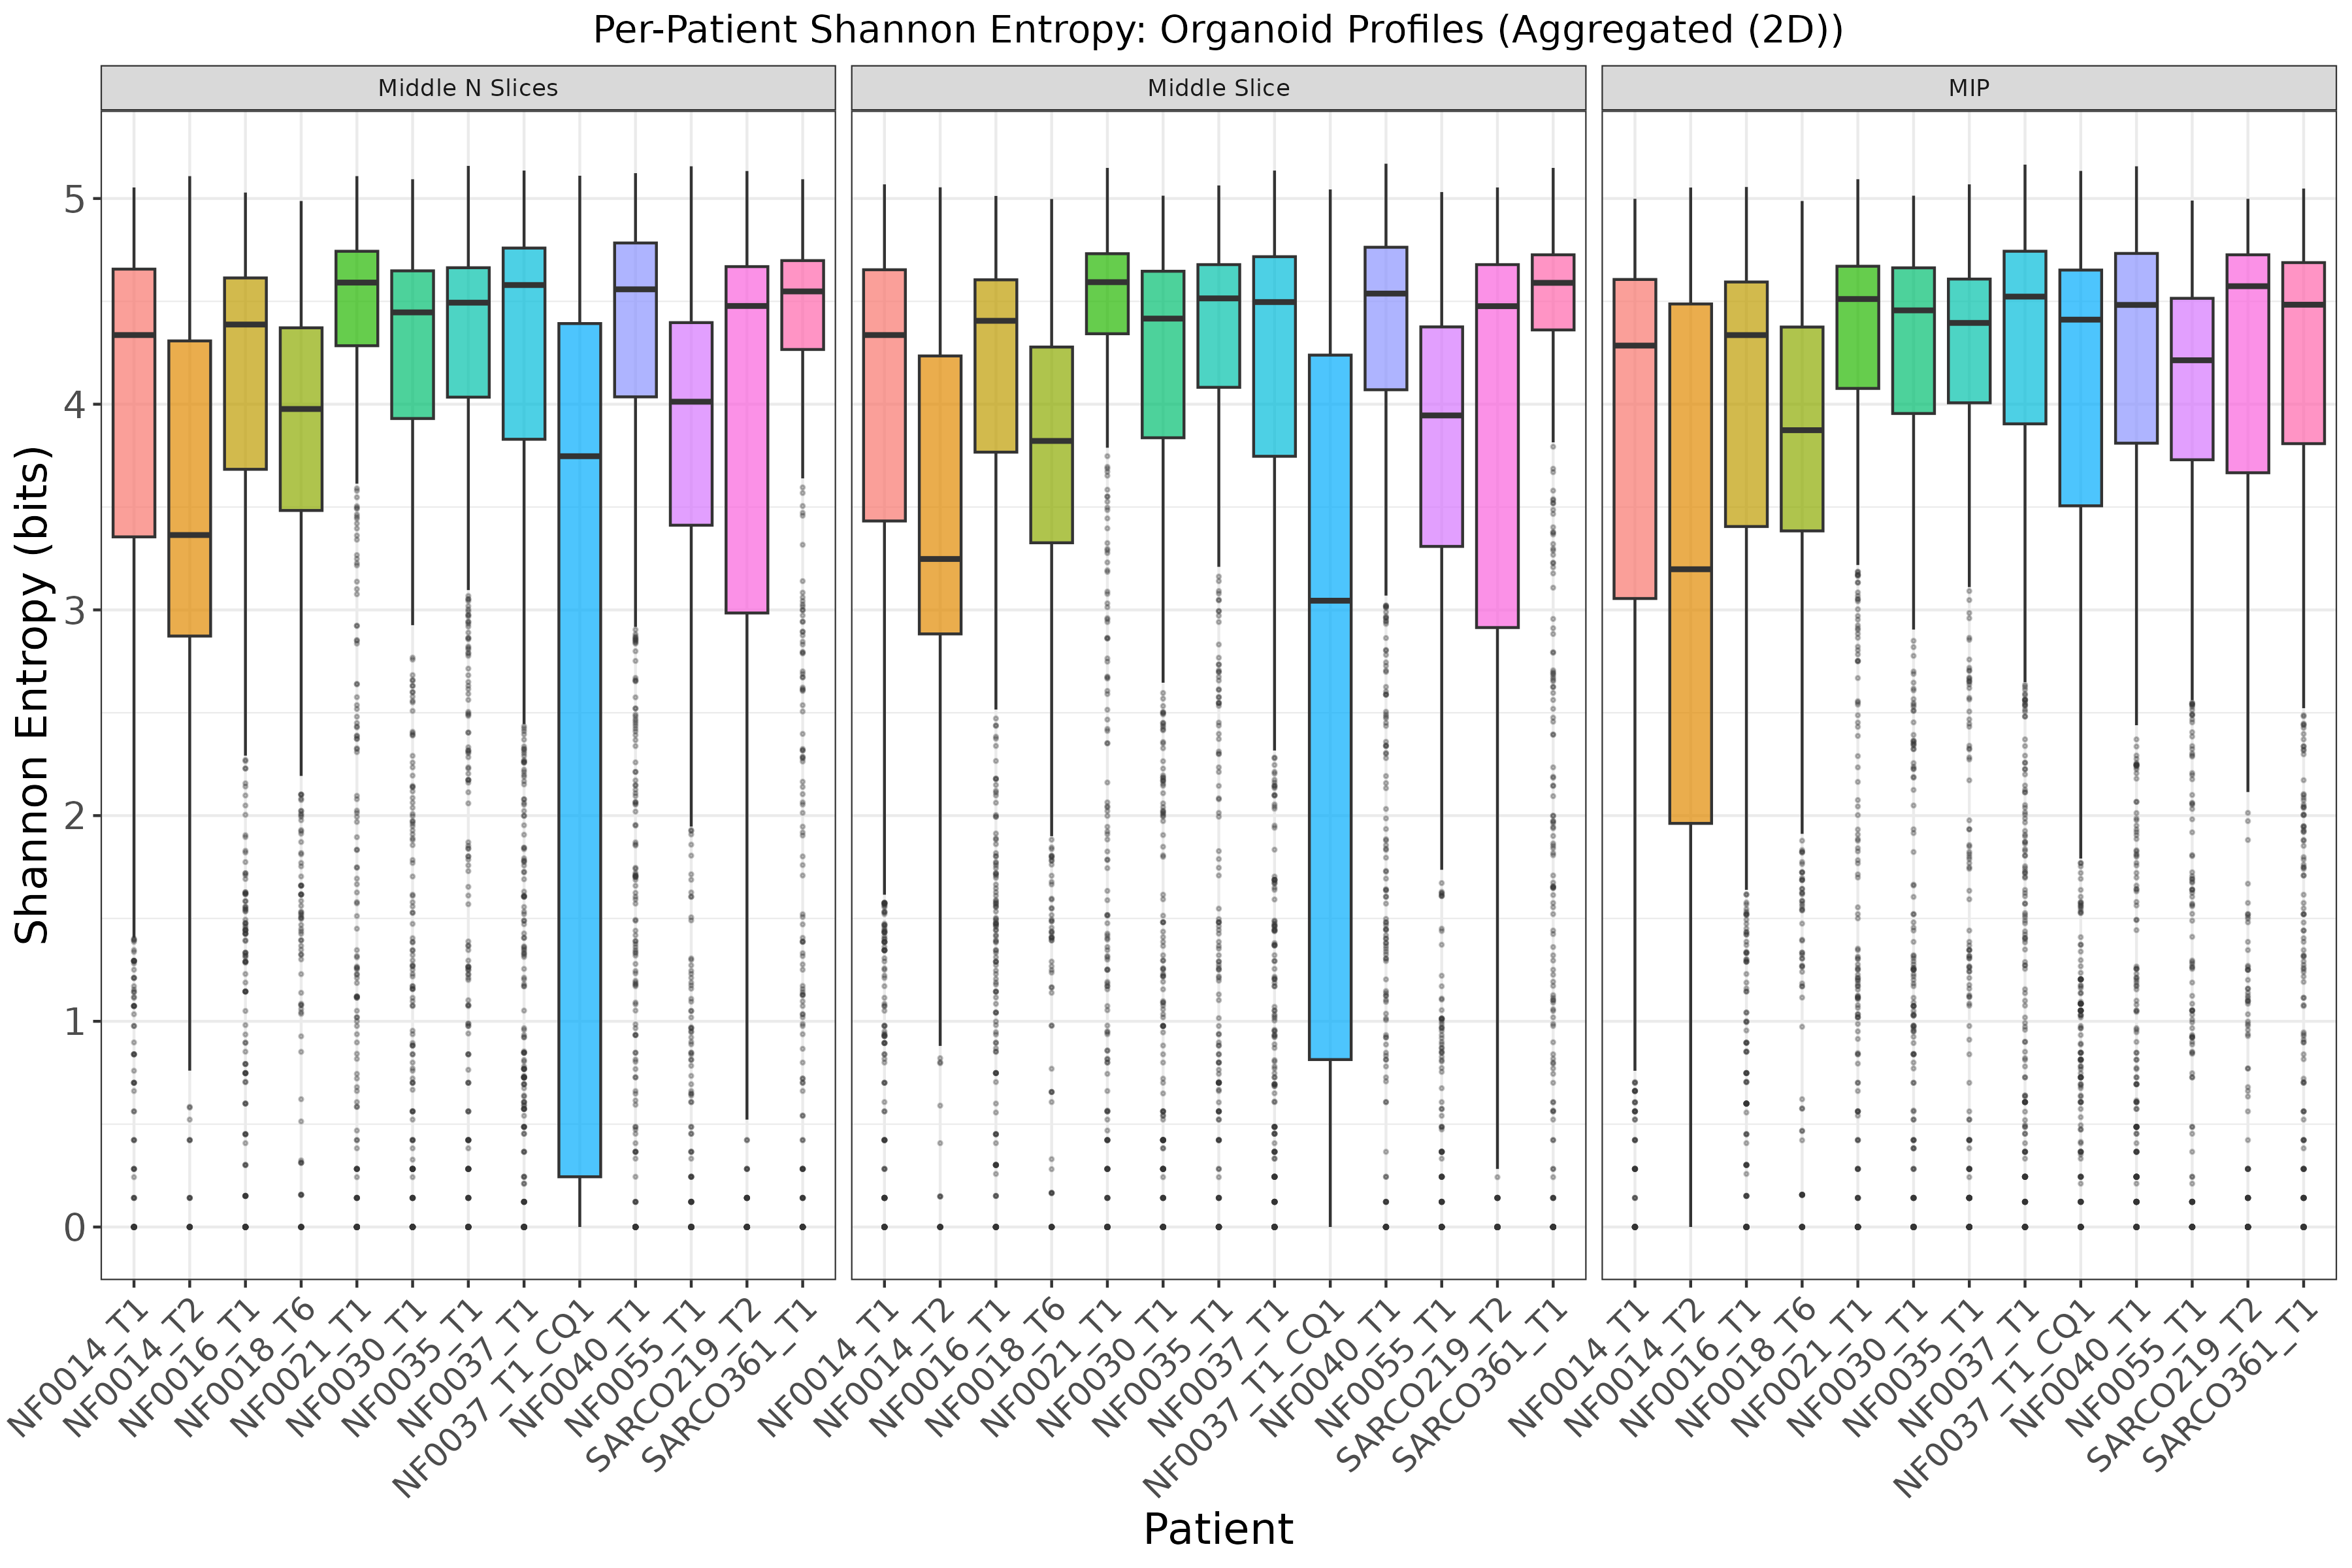 Per-Patient Shannon Entropy: Organoid Profiles (Aggregated (2D))
Middle N Slices
Middle Slice
MIP
Shannon Entropy (bits)
5
4
3
2
1
0
NF0014_T1
NF0014_T2
NF0016_T1
NF0018_T6
NF0021_T1
NF0030_T1
NF0035_T1
NF0037_T1
NF0037_T1_CQ1
NF0040_T1
NF0055_T1
SARCO219_T2
SARCO361_T1
NF0014_T1
NF0014_T2
NF0016_T1
NF0018_T6
NF0021_T1
NF0030_T1
NF0035_T1
NF0037_T1
NF0037_T1_CQ1
NF0040_T1
NF0055_T1
SARCO219_T2
SARCO361_T1
NF0014_T1
NF0014_T2
NF0016_T1
NF0018_T6
NF0021_T1
NF0030_T1
NF0035_T1
NF0037_T1
NF0037_T1_CQ1
NF0040_T1
NF0055_T1
SARCO219_T2
SARCO361_T1
Patient